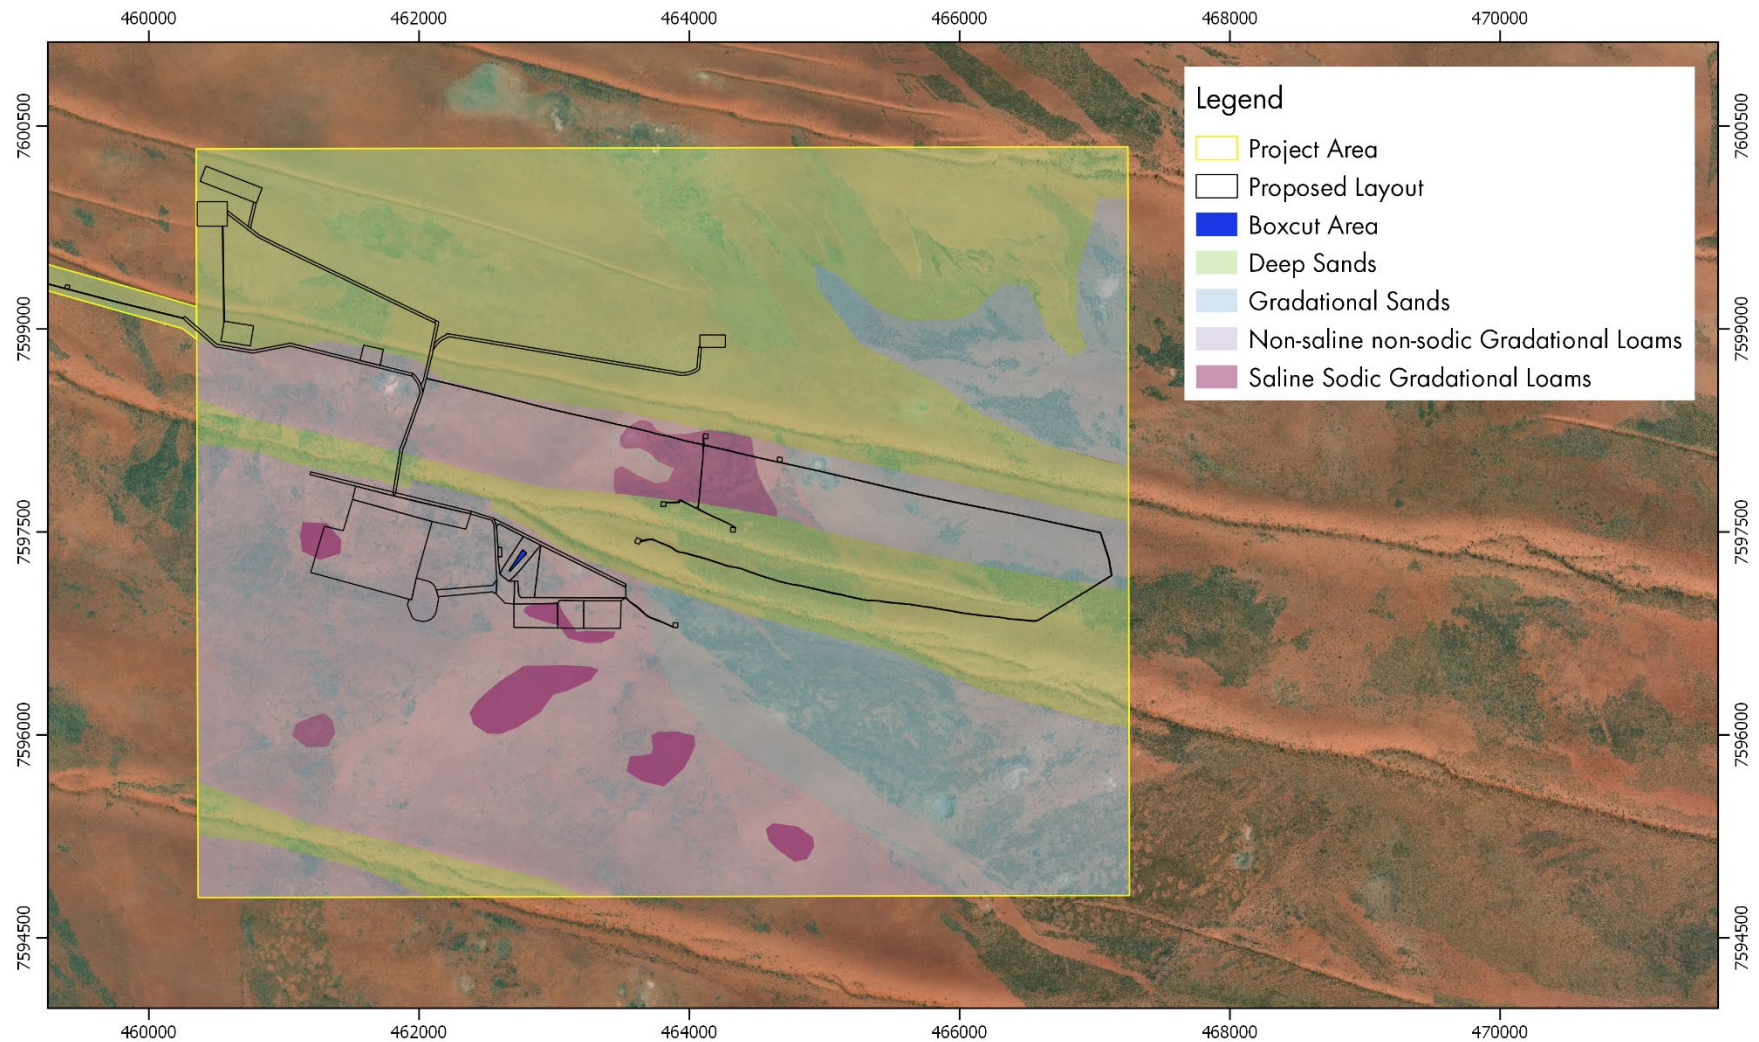 460000 462000 464000 466000 468000 470000
Legend
Project Area
Proposed Layout
Boxcut Area
Deep Sands
Gradational Sands
Non-saline non-sodic Gradational Loams
Saline Sodic Gradational Loams
7600500 7600500
7599000 7599000
7597500 7597500
7596000 7596000
7594500 7594500
460000 462000 464000 466000 468000 470000